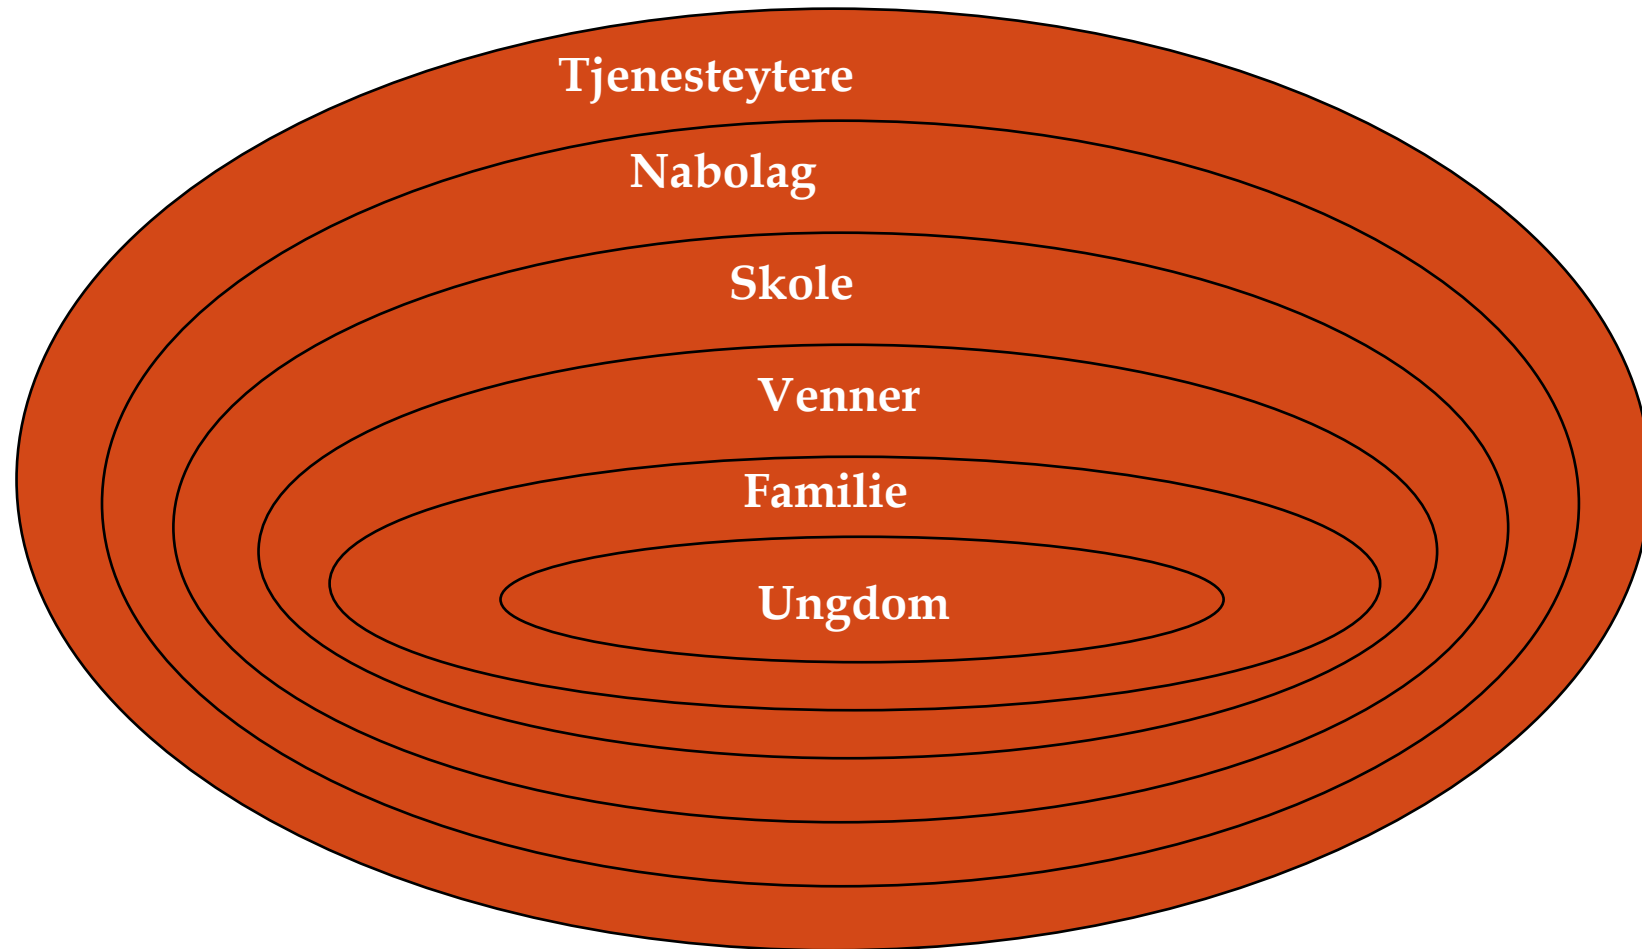 Tjenesteytere
Nabolag
Skole
Venner
Familie
Ungdom